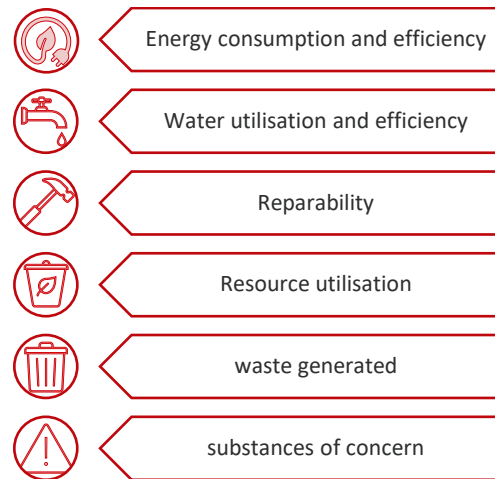 Energy consumption and efficiency
Water utilisation and efficiency
Reparability
Resource utilisation
waste generated
substances of concern